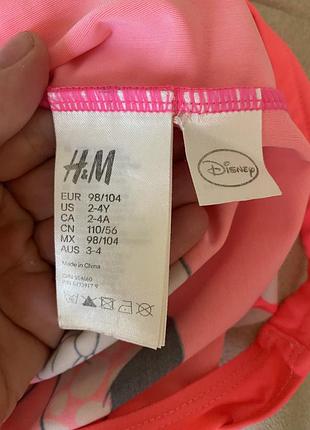 H&M
EUR 98/104
US 2-4Y
CA 2-4A
CN 110/56
MX 98/104
AUS 3-4
Made in China
DISNEY